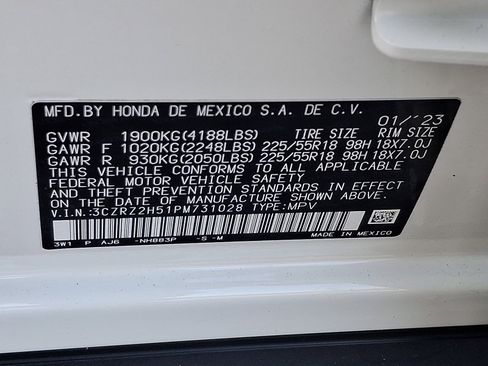 MFD.BY HONDA DE MEXICO S.A. DE C.V. 01/'23
GVWR 1900KG(4188LBS) TIRE SIZE RIM SIZE
GAWR F 1020KG(2248LBS) 225/55R18 98H 18X7.0J
GAWR R 930KG(2050LBS) 225/55R18 98H 18X7.0J
THIS VEHICLE CONFORMS TO ALL APPLICABLE
FEDERAL MOTOR VEHICLE SAFETY
AND THEFT PREVENTION STANDARDS IN EFFECT ON
THE DATE OF MANUFACTURE SHOWN ABOVE.
V.I.N.:3CZRZ2H51PM731028 TYPE:MPV
3W1 P AJ6 -NH883P -S -M
MADE IN MEXICO